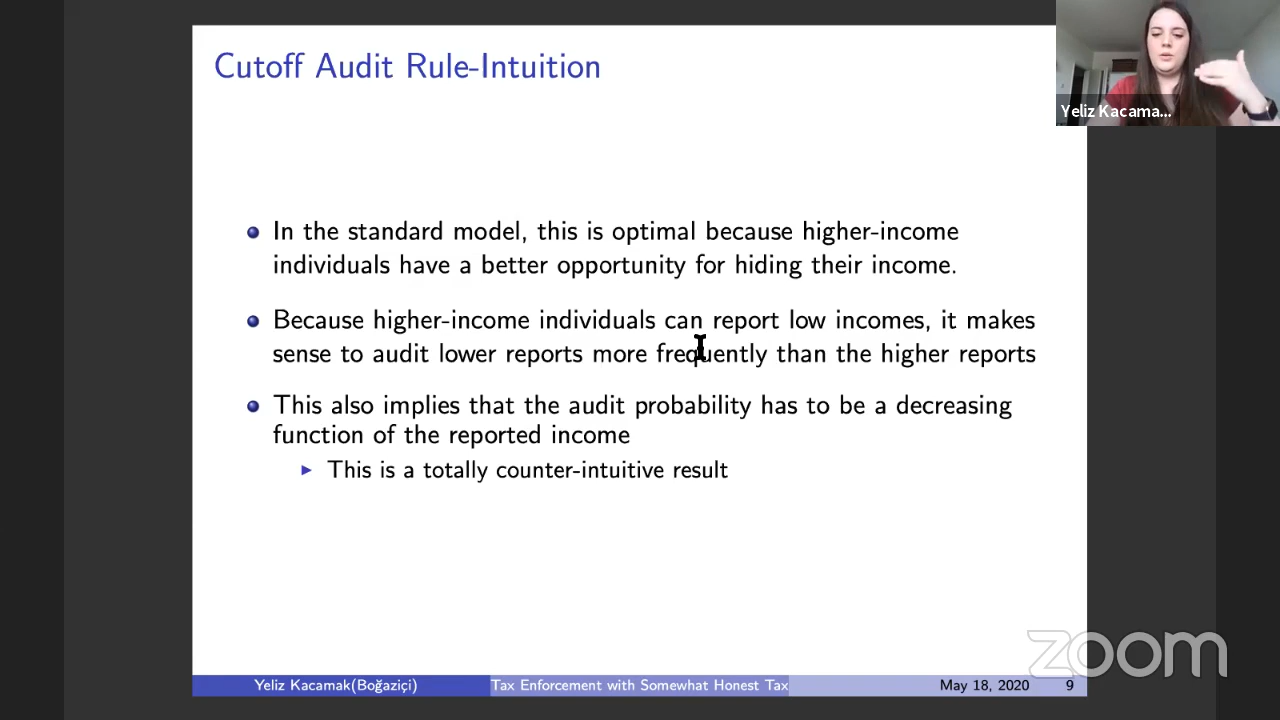 Cutoff Audit Rule-Intuition
Yeliz Kacama...
In the standard model, this is optimal because higher-income
individuals have a better opportunity for hiding their income.
Because higher-income individuals can report low incomes, it makes
sense to audit lower reports more frequently than the higher reports
This also implies that the audit probability has to be a decreasing
function of the reported income
This is a totally counter-intuitive result
zoom
Yeliz Kacamak(Boğaziçi) Tax Enforcement with Somewhat Honest Tax May 18, 2020 9